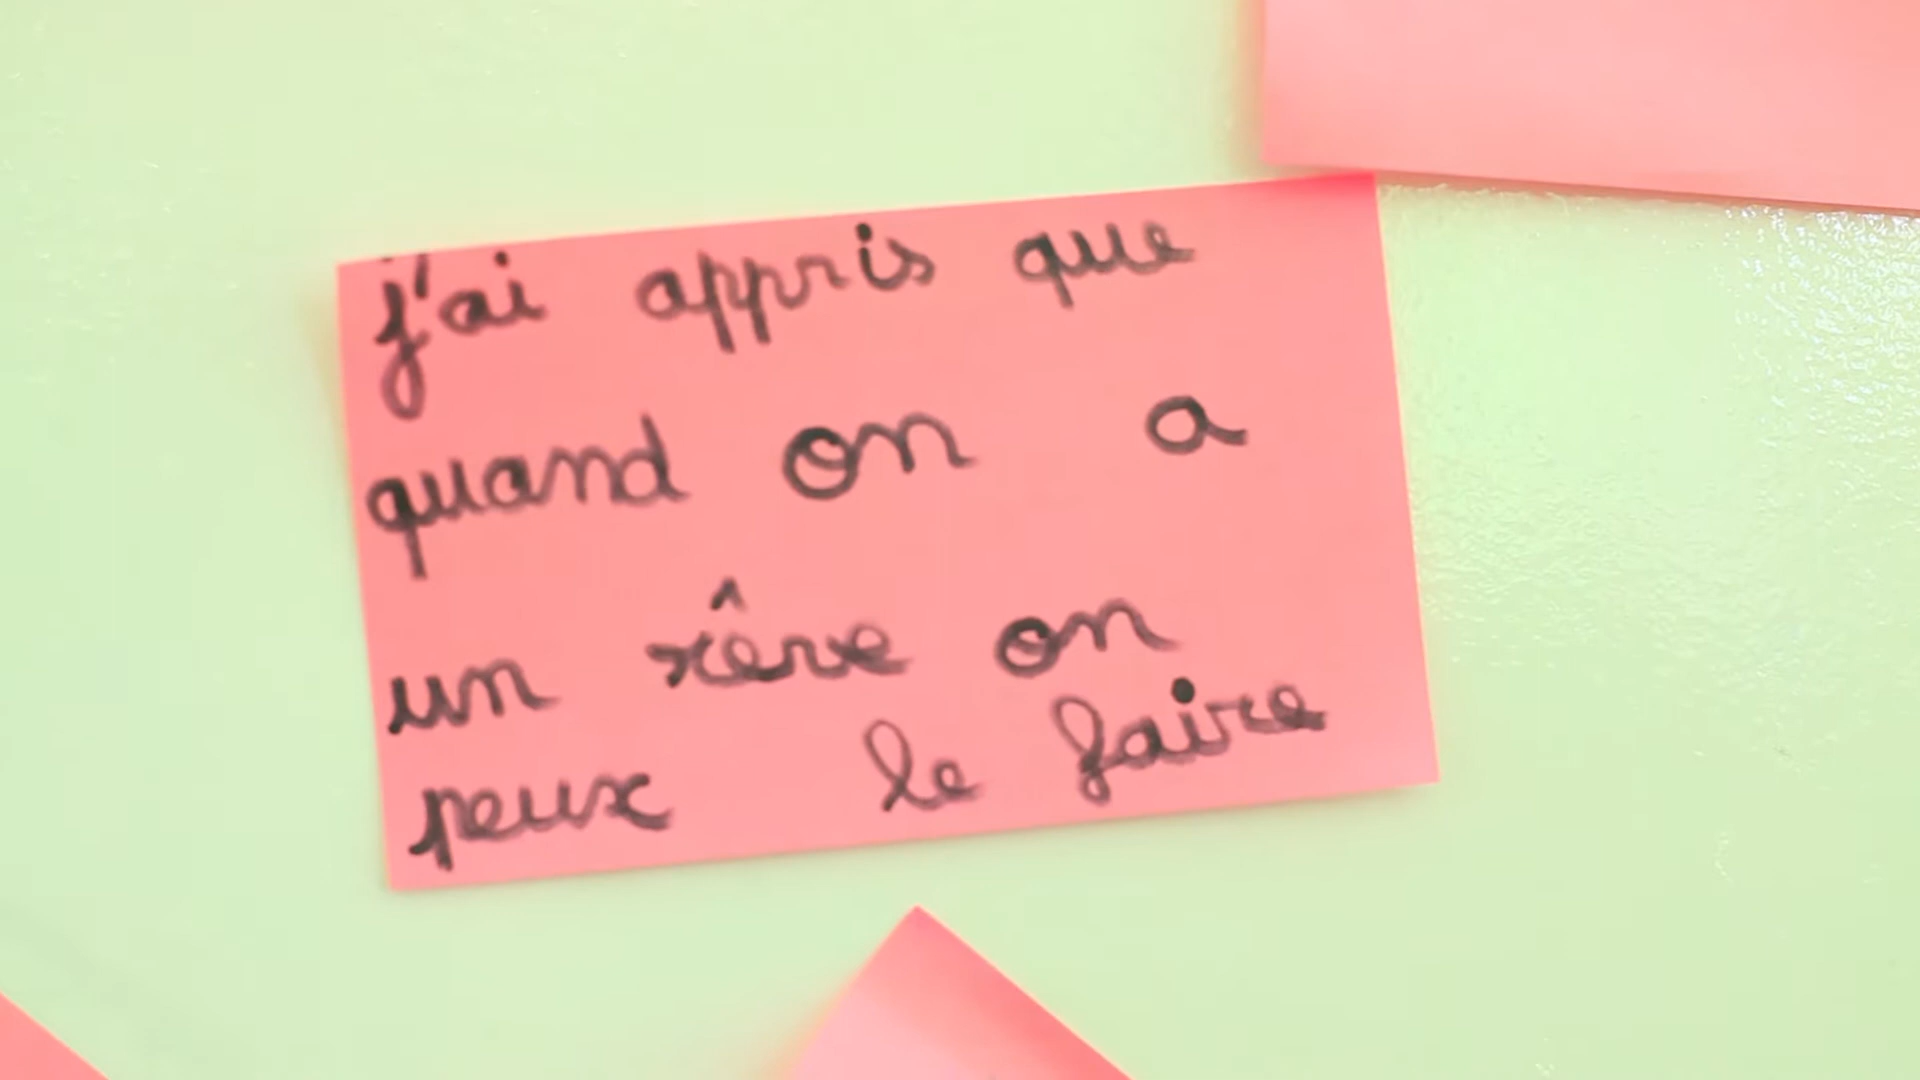 j'ai appris que
quand on a
un rêve on
peux le faire